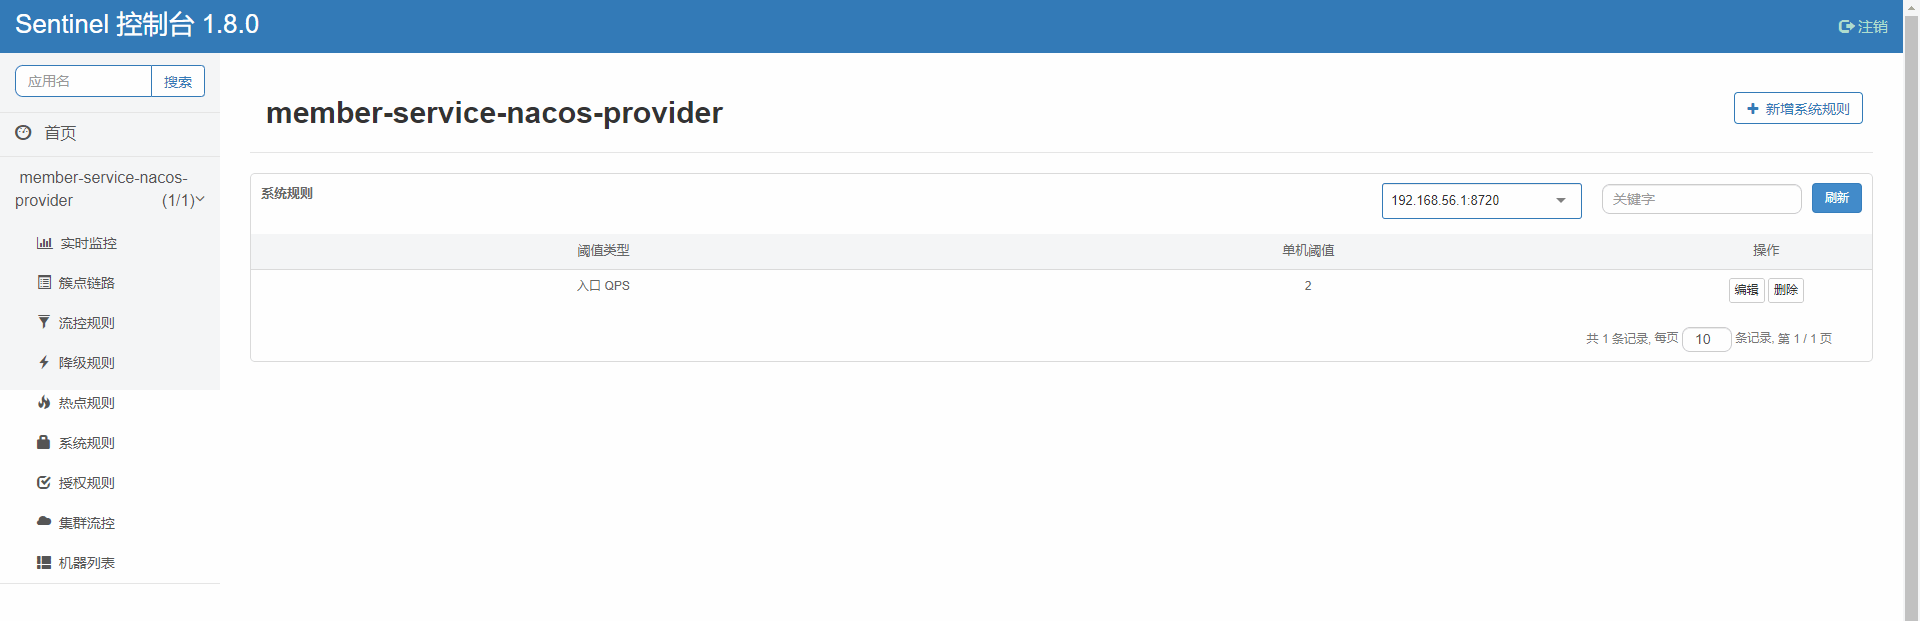 Sentinel 控制台 1.8.0
注销
应用名
搜索
首页
member-service-nacos-
provider (1/1)
实时监控
簇点链路
流控规则
降级规则
热点规则
系统规则
授权规则
集群流控
机器列表
member-service-nacos-provider
新增系统规则
系统规则
192.168.56.1:8720
关键字
刷新
阈值类型 单机阈值 操作
入口 QPS 2 编辑 删除
共 1 条记录, 每页 10 条记录, 第 1 / 1 页